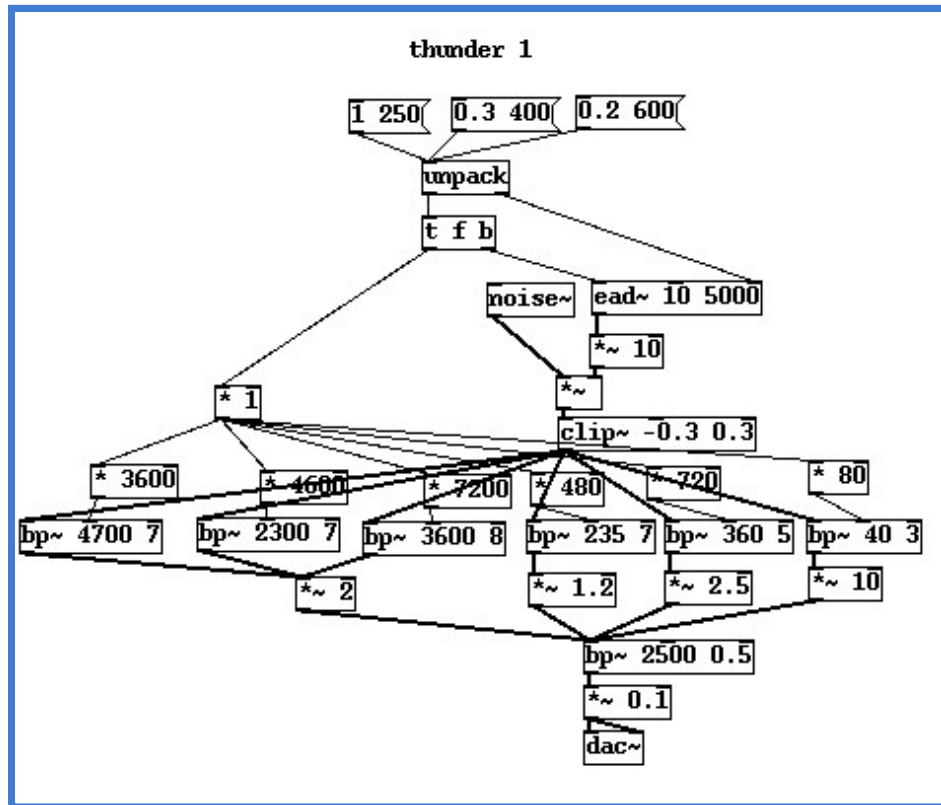 thunder 1
1 250
0.3 400
0.2 600
unpack
t f b
noise~
ead~ 10 5000
*~ 10
*~
* 1
clip~ -0.3 0.3
* 3600
* 4600
* 7200
* 480
* 720
* 80
bp~ 4700 7
bp~ 2300 7
bp~ 3600 8
bp~ 235 7
bp~ 360 5
bp~ 40 3
*~ 2
*~ 1.2
*~ 2.5
*~ 10
bp~ 2500 0.5
*~ 0.1
dac~